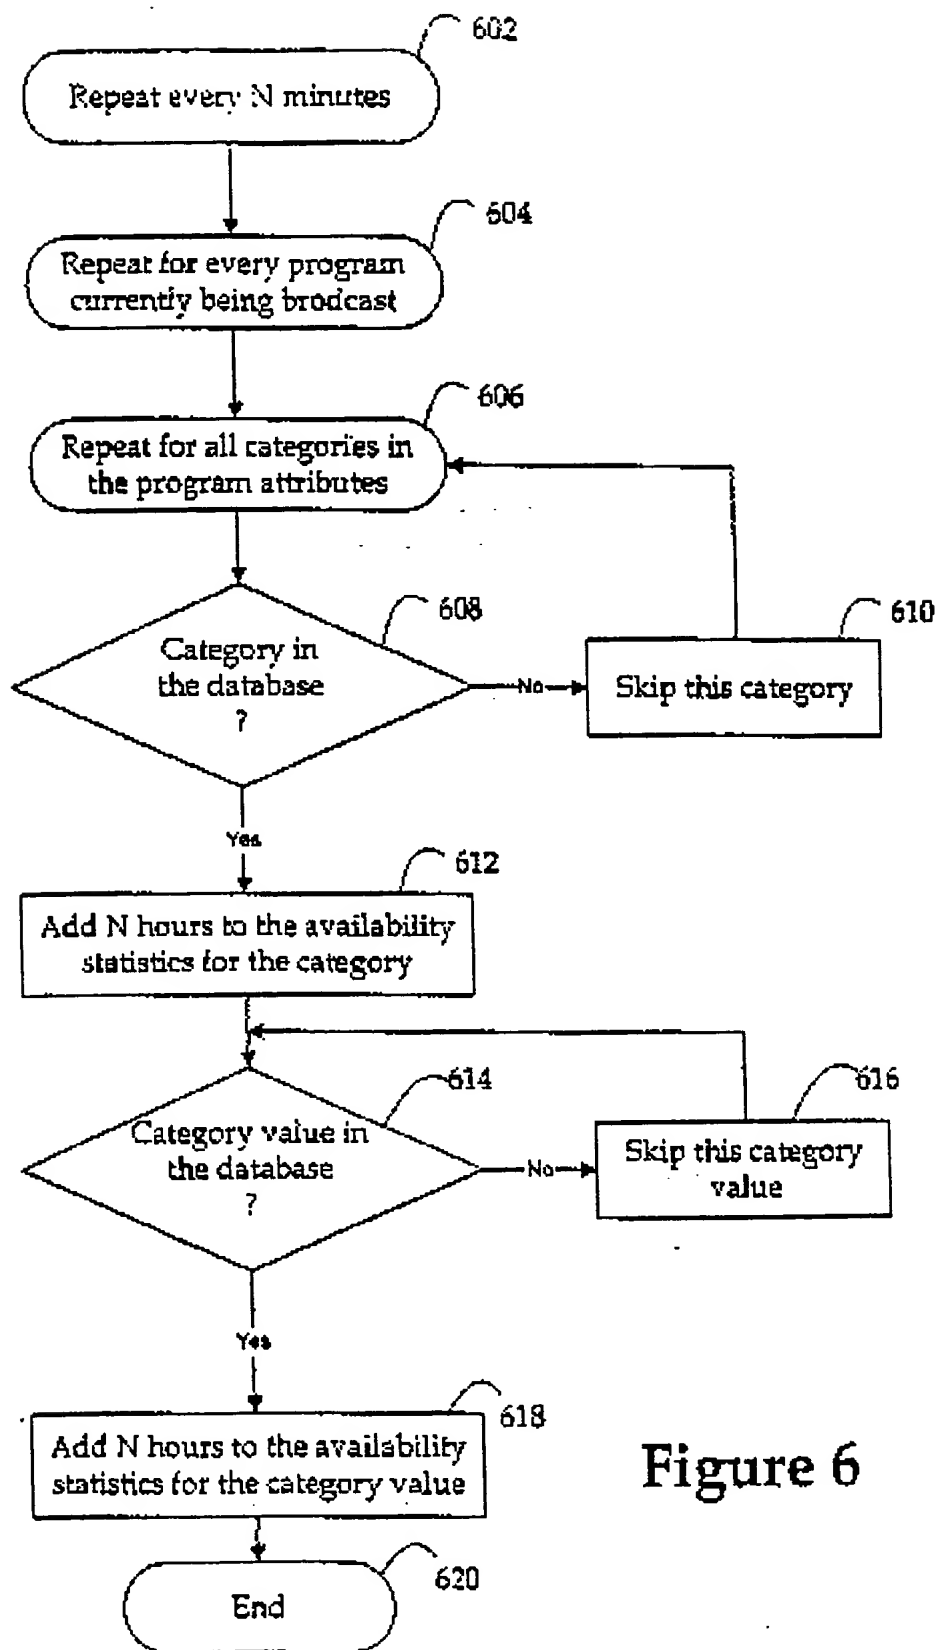 602
Repeat every N minutes
604
Repeat for every program
currently being brodcast
606
Repeat for all categories in
the program attributes
608
Category in
the database
?
No
610
Skip this category
Yes
612
Add N hours to the availability
statistics for the category
614
Category value in
the database
?
No
616
Skip this category
value
Yes
618
Add N hours to the availability
statistics for the category value
Figure 6
620
End